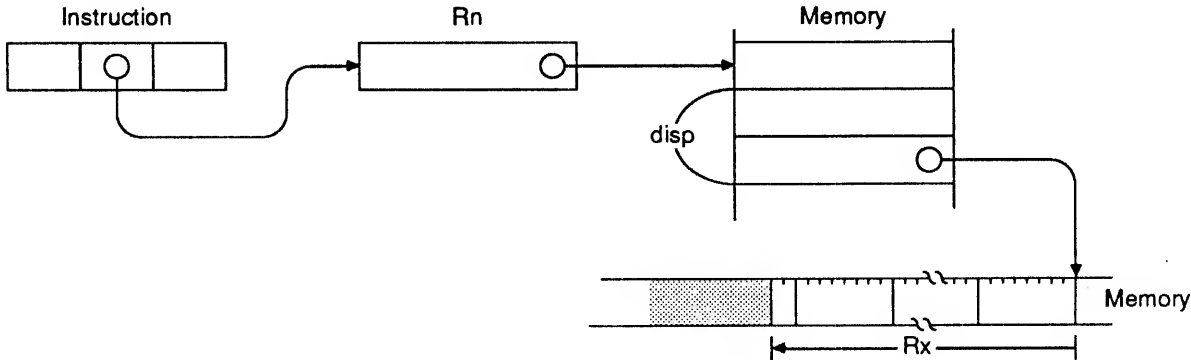 Instruction
Rn
Memory
disp
Memory
Rx